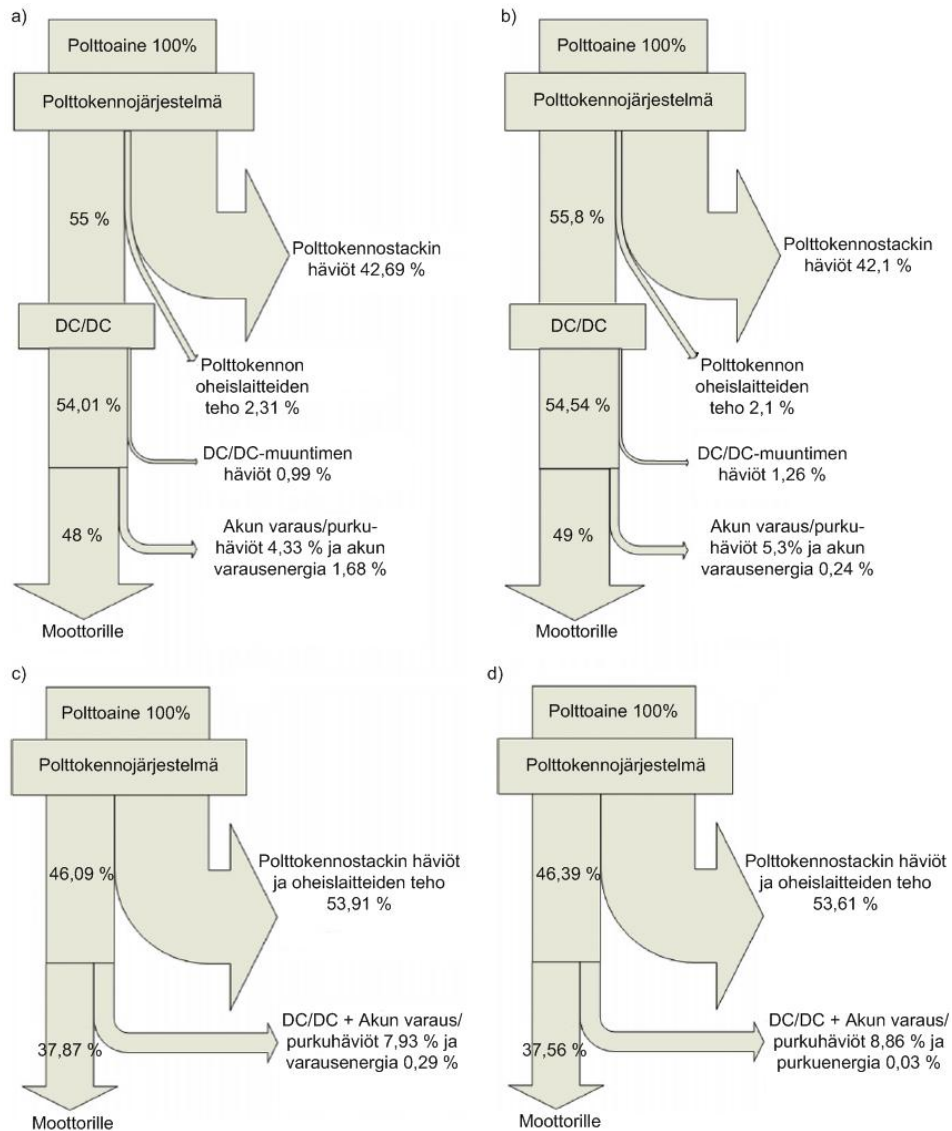 a)
Polttoaine 100%
Polttokennojärjestelmä
55 %
Polttokennostackin
häviöt 42,69 %
DC/DC
Polttokennon
oheislaitteiden
teho 2,31 %
54,01 %
DC/DC-muuntimen
häviöt 0,99 %
48 %
Akun varaus/purku-
häviöt 4,33 % ja akun
varausenergia 1,68 %
Moottorille
b)
Polttoaine 100%
Polttokennojärjestelmä
55,8 %
Polttokennostackin
häviöt 42,1 %
DC/DC
Polttokennon
oheislaitteiden
teho 2,1 %
54,54 %
DC/DC-muuntimen
häviöt 1,26 %
49 %
Akun varaus/purku-
häviöt 5,3% ja akun
varausenergia 0,24 %
Moottorille
c)
Polttoaine 100%
Polttokennojärjestelmä
46,09 %
Polttokennostackin häviöt
ja oheislaitteiden teho
53,91 %
37,87 %
DC/DC + Akun varaus/
purkuhäviöt 7,93 % ja
varausenergia 0,29 %
Moottorille
d)
Polttoaine 100%
Polttokennojärjestelmä
46,39 %
Polttokennostackin häviöt
ja oheislaitteiden teho
53,61 %
37,56 %
DC/DC + Akun varaus/
purkuhäviöt 8,86 % ja
purkuenergia 0,03 %
Moottorille